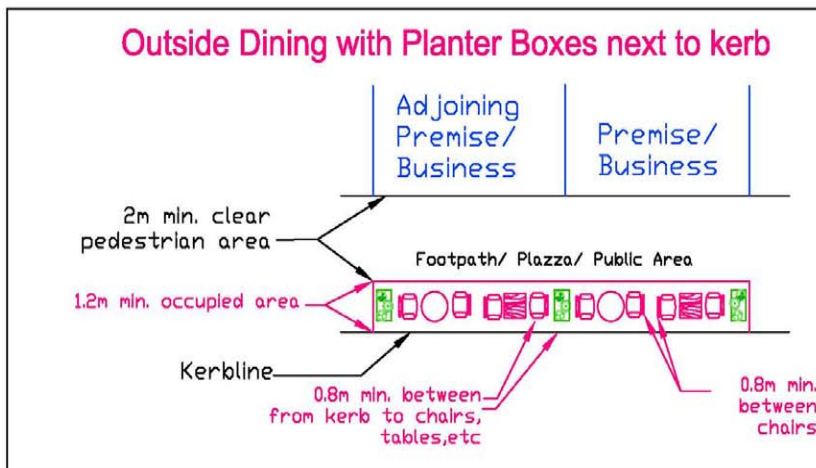 Outside Dining with Planter Boxes next to kerb
Adjoining
Premise/
Business
Premise/
Business
2m min. clear
pedestrian area
Footpath/ Plazza/ Public Area
1.2m min. occupied area
Kerbline
0.8m min. between
from kerb to chairs,
tables,etc
0.8m min.
between
chairs